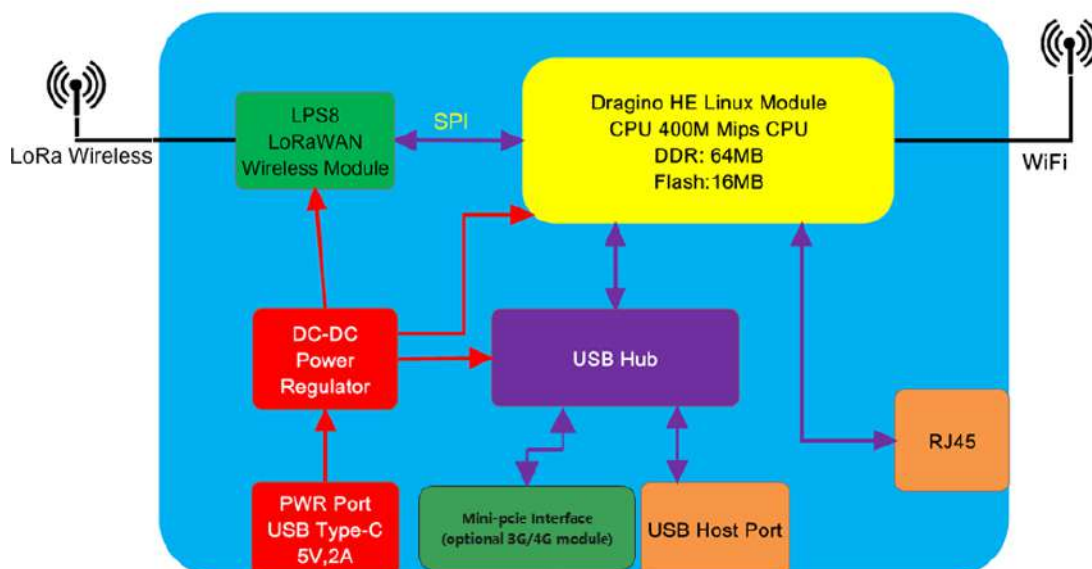 LoRa Wireless
LPS8
LoRaWAN
Wireless Module
SPI
Dragino HE Linux Module
CPU 400M Mips CPU
DDR: 64MB
Flash:16MB
WiFi
DC-DC
Power
Regulator
USB Hub
RJ45
PWR Port
USB Type-C
5V,2A
Mini-pcie Interface
(optional 3G/4G module)
USB Host Port